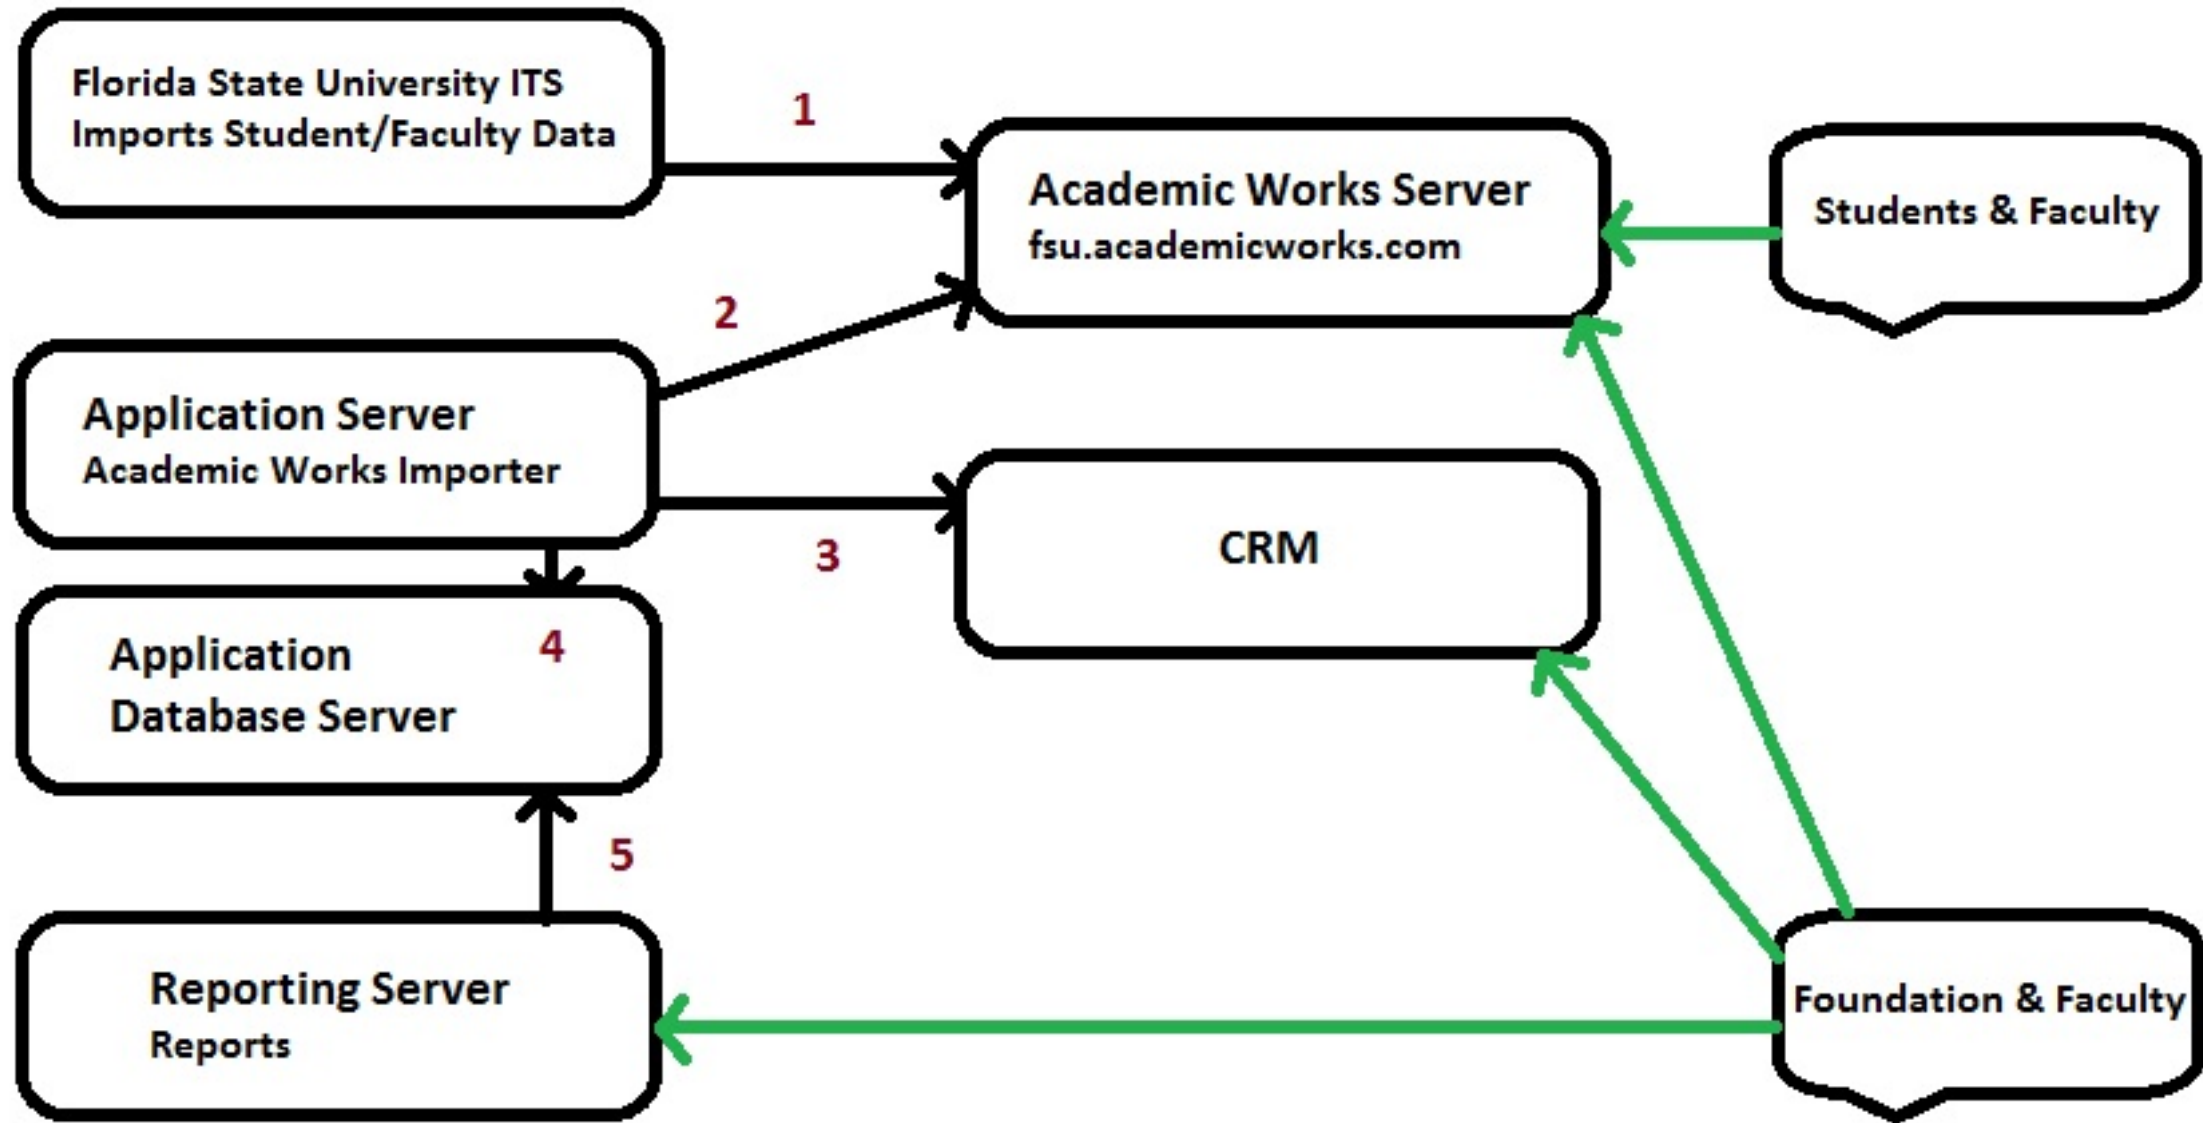 Florida State University ITS
Imports Student/Faculty Data
1
Academic Works Server
fsu.academicworks.com
Students & Faculty
2
Application Server
Academic Works Importer
3
CRM
4
Application
Database Server
5
Reporting Server
Reports
Foundation & Faculty